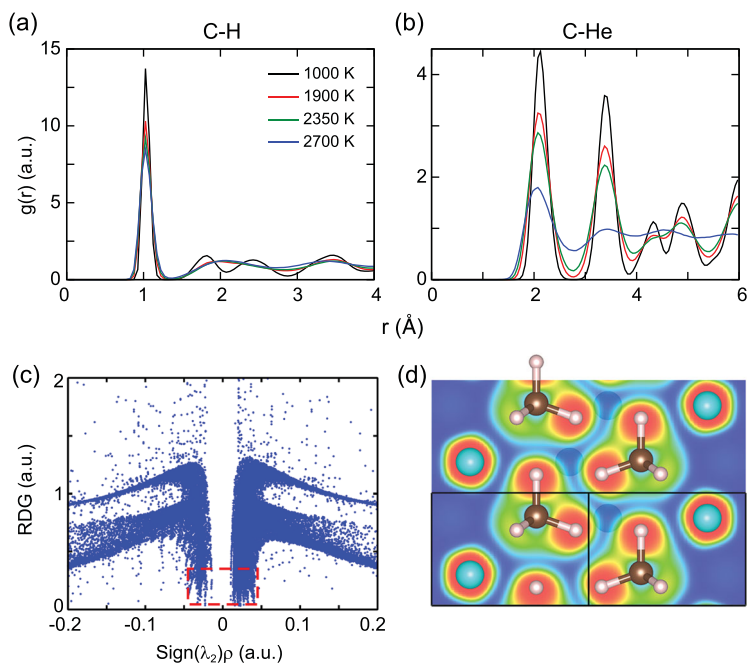 (a)
C-H
(b)
C-He
15
10
5
0
g(r) (a.u.)
1000 K
1900 K
2350 K
2700 K
0 1 2 3 4
4
2
0
0 2 4 6
r (Å)
(c)
2
1
0
RDG (a.u.)
-0.2 -0.1 0 0.1 0.2
Sign(λ₂)ρ (a.u.)
(d)